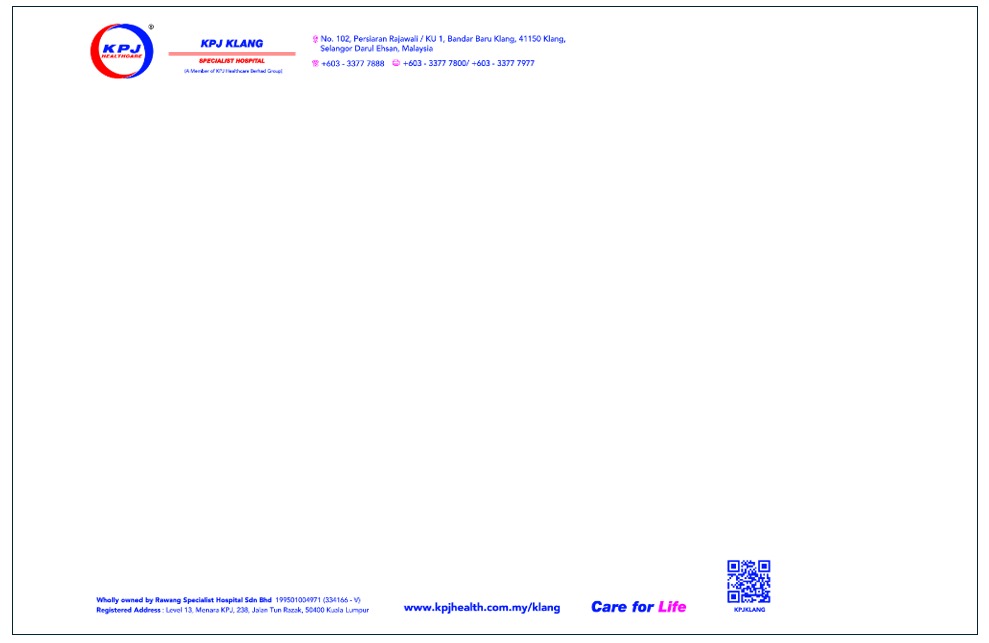 KPJ
HEALTHCARE
®
KPJ KLANG
SPECIALIST HOSPITAL
(A Member of KPJ Healthcare Berhad Group)
No. 102, Persiaran Rajawali / KU 1, Bandar Baru Klang, 41150 Klang,
Selangor Darul Ehsan, Malaysia
+603 - 3377 7888 +603 - 3377 7800/ +603 - 3377 7977
Wholly owned by Rawang Specialist Hospital Sdn Bhd 199501004971 (334166 - V)
Registered Address : Level 13, Menara KPJ, 238, Jalan Tun Razak, 50400 Kuala Lumpur
www.kpjhealth.com.my/klang
Care for Life
KPJKLANG